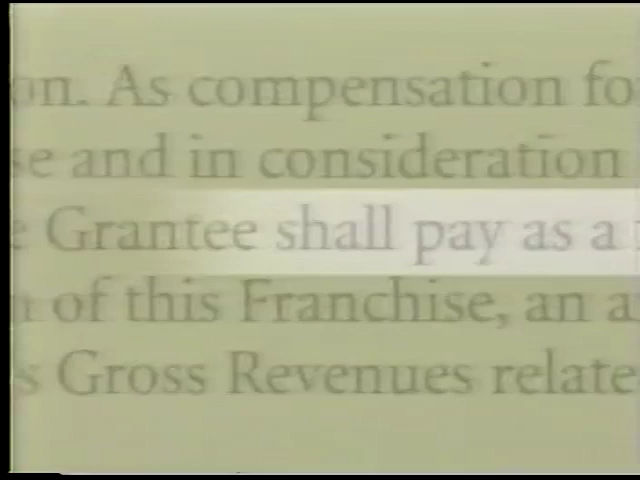 on. As compensation fo
se and in consideration
e Grantee shall pay as a
of this Franchise, an a
s Gross Revenues relate